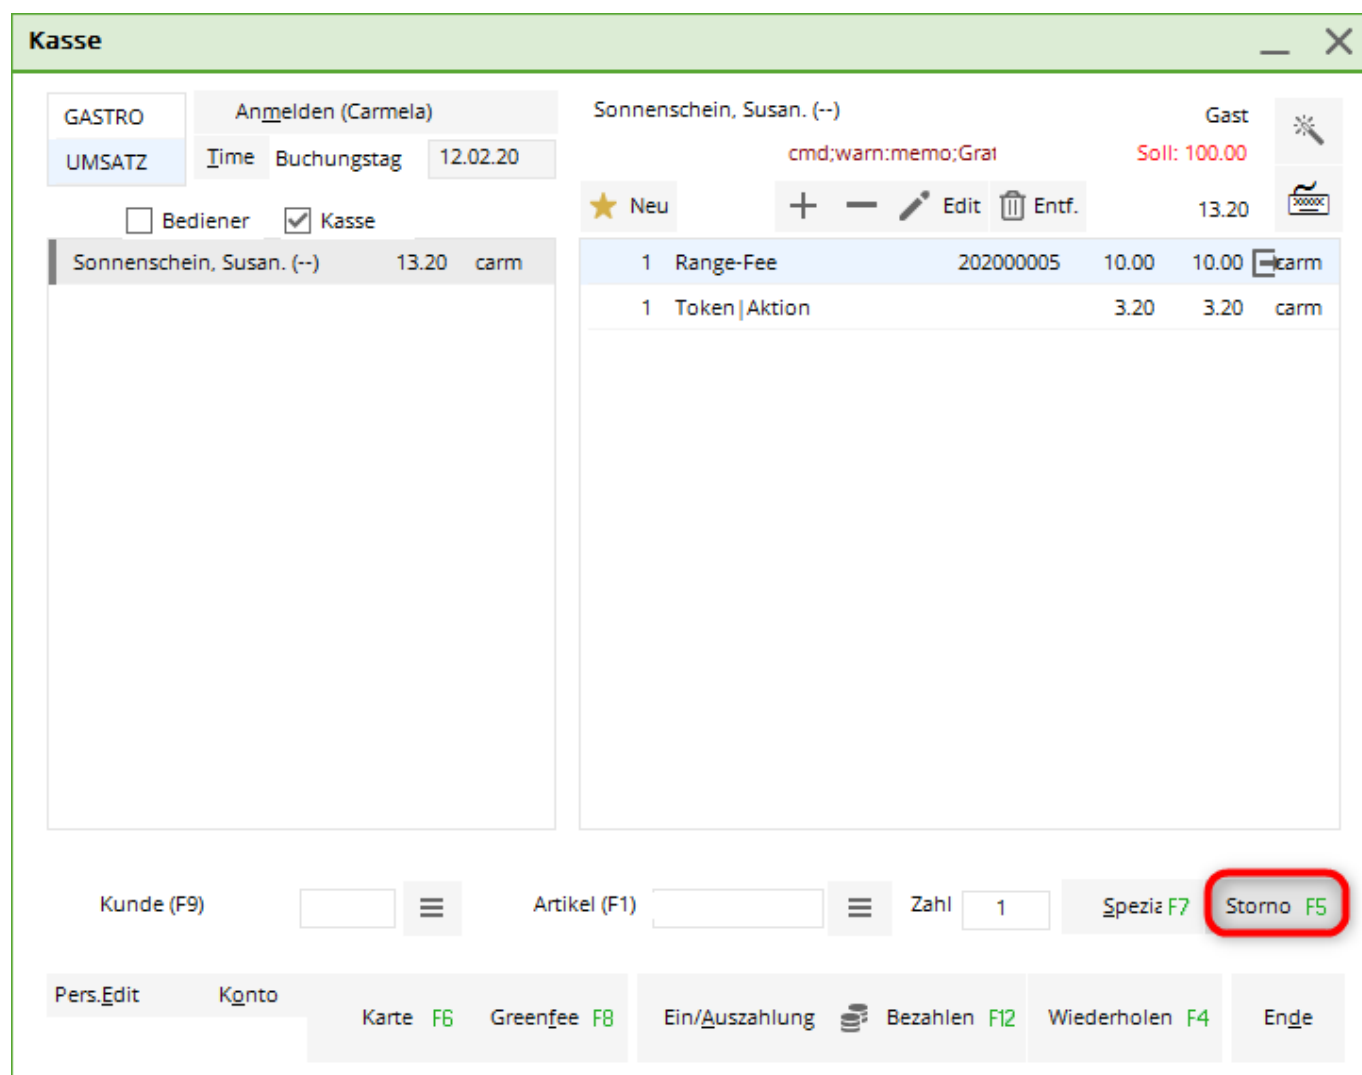 Kasse
GASTRO
UMSATZ
Anmelden (Carmela)
Time Buchungstag 12.02.20
Bediener Kasse
Sonnenschein, Susan. (--) 13.20 carm
Sonnenschein, Susan. (--) Gast
cmd;warn:memo;Grat Soll: 100.00
Neu Edit Entf. 13.20
1 Range-Fee 202000005 10.00 10.00 carm
1 Token|Aktion 3.20 3.20 carm
Kunde (F9) Artikel (F1) Zahl 1 Spezia F7 Storno F5
Pers.Edit Konto Karte F6 Greenfee F8 Ein/Auszahlung Bezahlen F12 Wiederholen F4 Ende